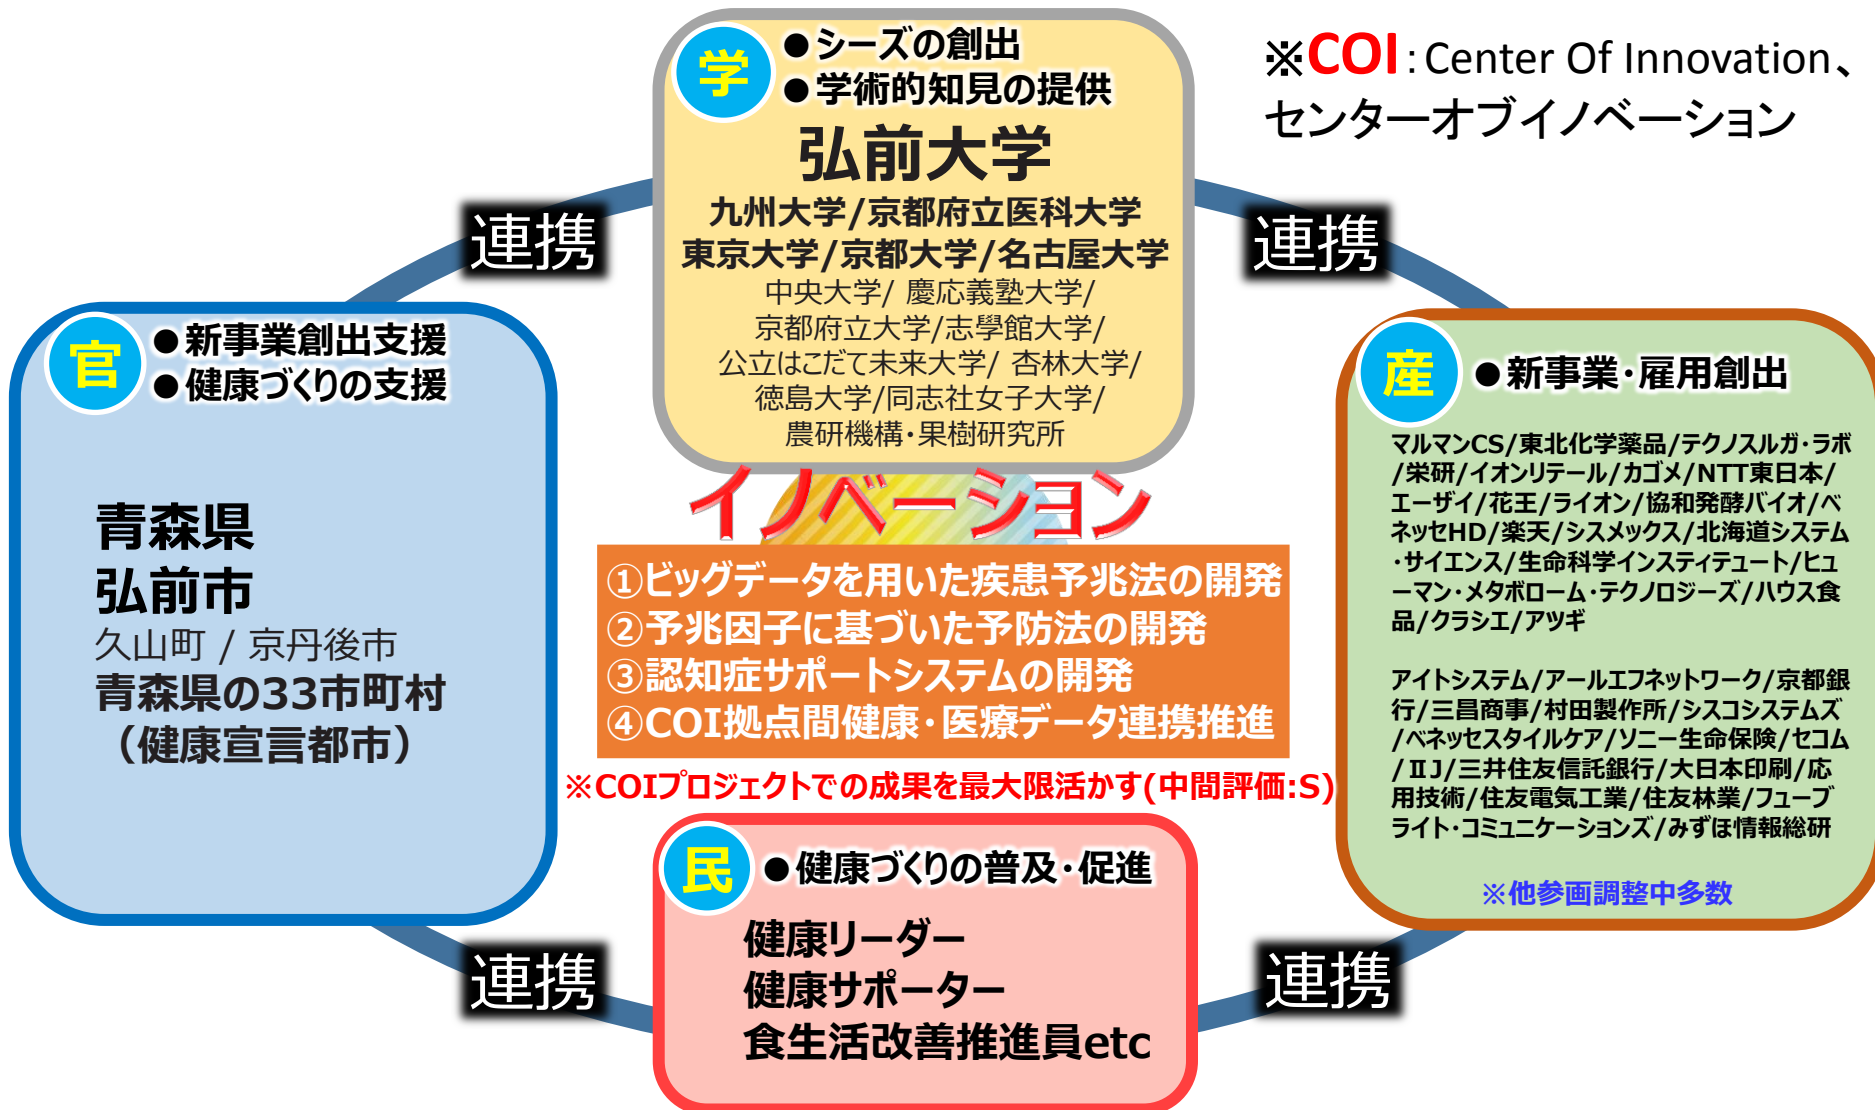 学
●シーズの創出
●学術的知見の提供
弘前大学
九州大学/京都府立医科大学
東京大学/京都大学/名古屋大学
中央大学/ 慶応義塾大学/
京都府立大学/志學館大学/
公立はこだて未来大学/ 杏林大学/
徳島大学/同志社女子大学/
農研機構・果樹研究所
※COI：Center Of Innovation、
センターオブイノベーション
連携
連携
官
●新事業創出支援
●健康づくりの支援
青森県
弘前市
久山町 / 京丹後市
青森県の33市町村
（健康宣言都市）
イノベーション
①ビッグデータを用いた疾患予兆法の開発
②予兆因子に基づいた予防法の開発
③認知症サポートシステムの開発
④COI拠点間健康・医療データ連携推進
※COIプロジェクトでの成果を最大限活かす(中間評価:S)
産
●新事業・雇用創出
マルマンCS/東北化学薬品/テクノスルガ・ラボ
/栄研/イオンリテール/カゴメ/NTT東日本/
エーザイ/花王/ライオン/協和発酵バイオ/ベ
ネッセHD/楽天/シスメックス/北海道システム
・サイエンス/生命科学インスティテュート/ヒュ
ーマン・メタボローム・テクノロジーズ/ハウス食
品/クラシエ/アツギ
アイトシステム/アールエフネットワーク/京都銀
行/三昌商事/村田製作所/シスコシステムズ
/ベネッセスタイルケア/ソニー生命保険/セコム
/ⅡJ/三井住友信託銀行/大日本印刷/応
用技術/住友電気工業/住友林業/フューブ
ライト・コミュニケーションズ/みずほ情報総研
※他参画調整中多数
民
●健康づくりの普及・促進
健康リーダー
健康サポーター
食生活改善推進員etc
連携
連携